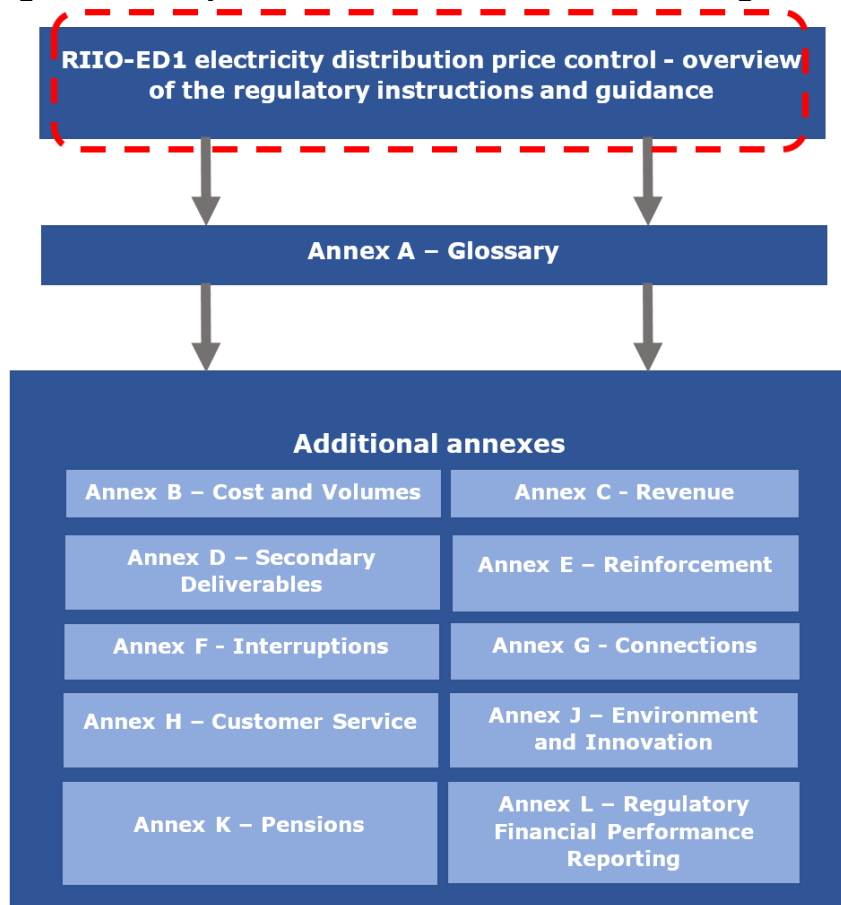 RIIO-ED1 electricity distribution price control - overview
of the regulatory instructions and guidance
Annex A – Glossary
Additional annexes
Annex B – Cost and Volumes
Annex C - Revenue
Annex D – Secondary
Deliverables
Annex E – Reinforcement
Annex F - Interruptions
Annex G - Connections
Annex H – Customer Service
Annex J – Environment
and Innovation
Annex K – Pensions
Annex L – Regulatory
Financial Performance
Reporting